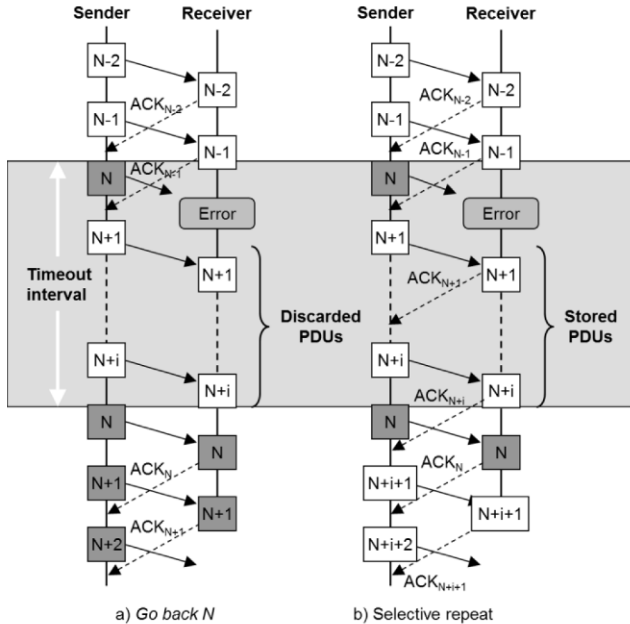 Sender Receiver Sender Receiver
N-2 N-2
ACKN-2 N-2 ACKN-2 N-2
N-1 N-1
ACKN-1 N-1 ACKN-1 N-1
N N
Error Error
N+1 N+1
Timeout
interval
N+1 ACKN+1 N+1
Discarded
PDUs
Stored
PDUs
N+i N+i
N+i ACKN+i N+i
N N
ACKN N ACKN N
N+1 N+i+1
ACKN+1 N+1 N+i+1
N+2 N+i+2
ACKN+i+1
a) Go back N b) Selective repeat